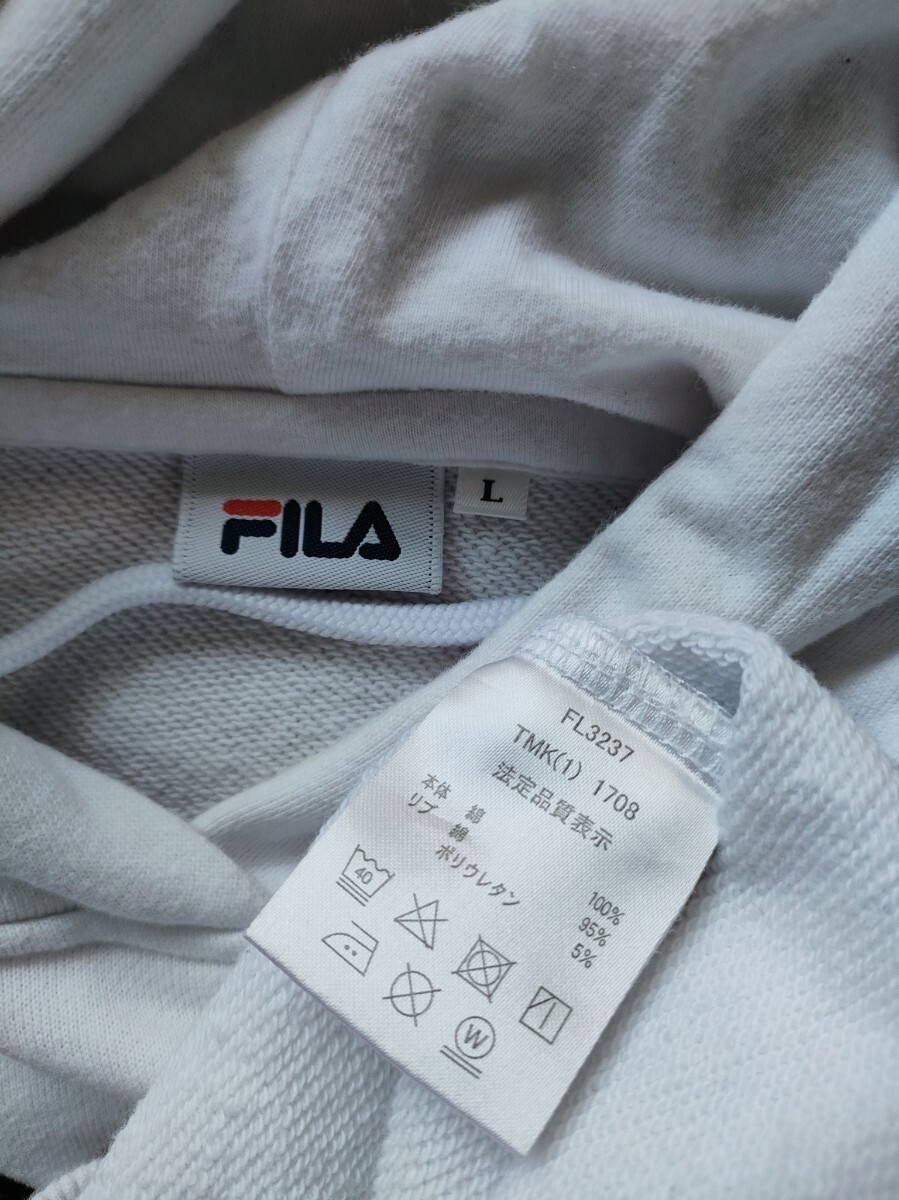 FILA
L
FL3237
TMK(1) 1708
法定品質表示
本体 綿 100%
リブ 綿 95%
ポリウレタン 5%
40
W